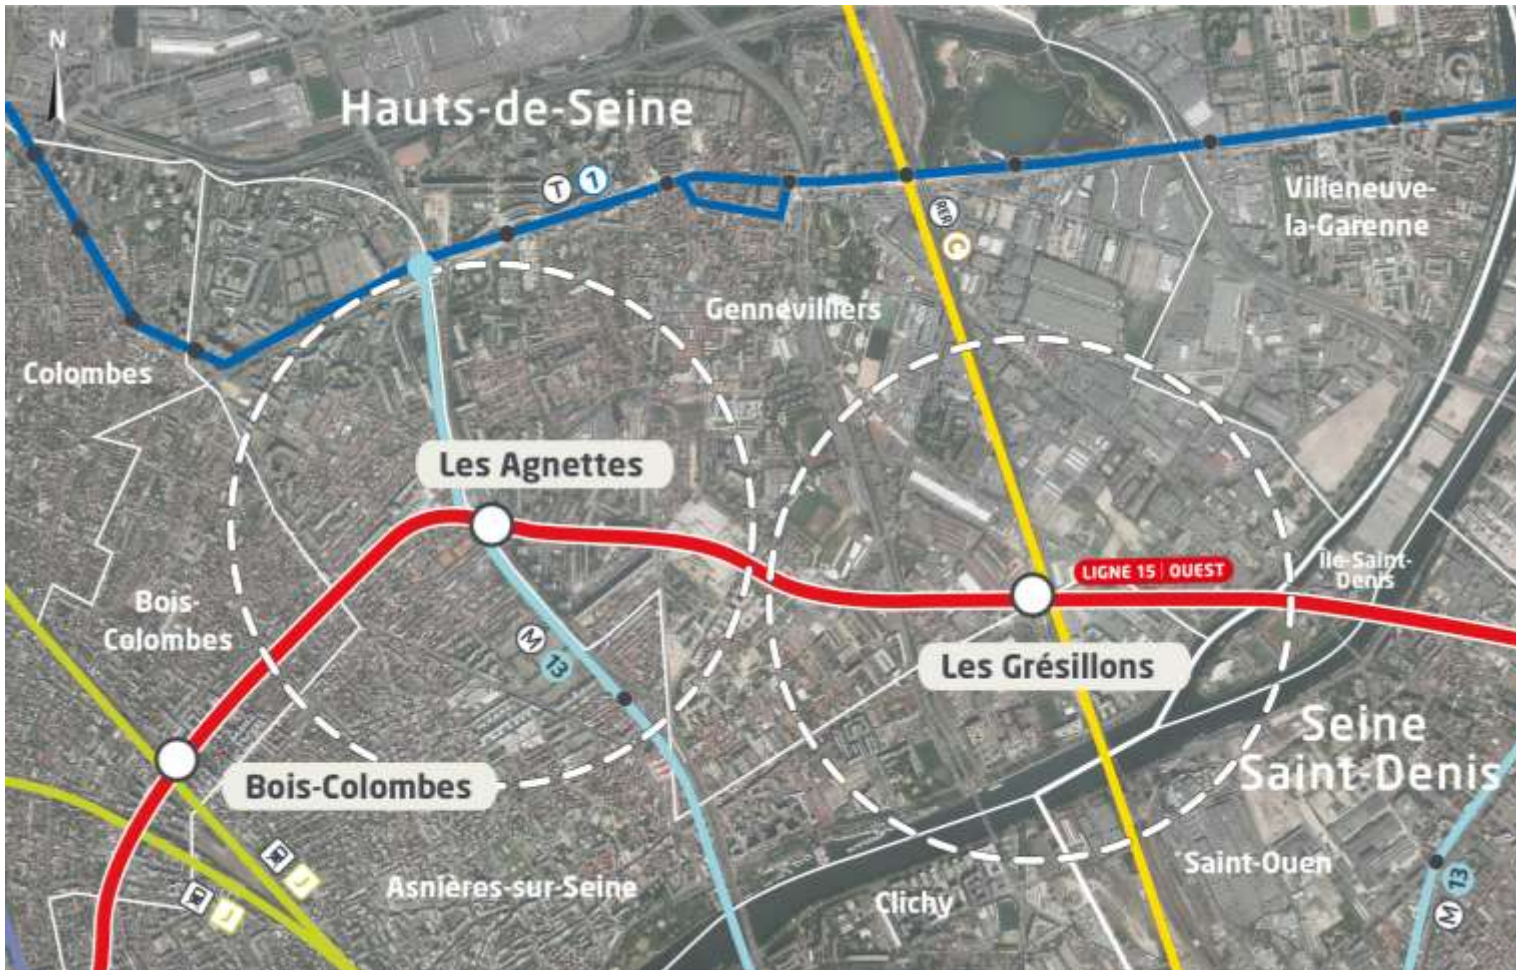 N
Hauts-de-Seine
T 1
Villeneuve-
la-Garenne
RER
C
Gennevilliers
Colombes
Les Agnettes
LIGNE 15 | OUEST
Île-Saint-
Denis
Bois-
Colombes
M
13
Les Grésillons
Seine
Saint-Denis
Bois-Colombes
Saint-Ouen
J
Asnières-sur-Seine
13
M
J
Clichy